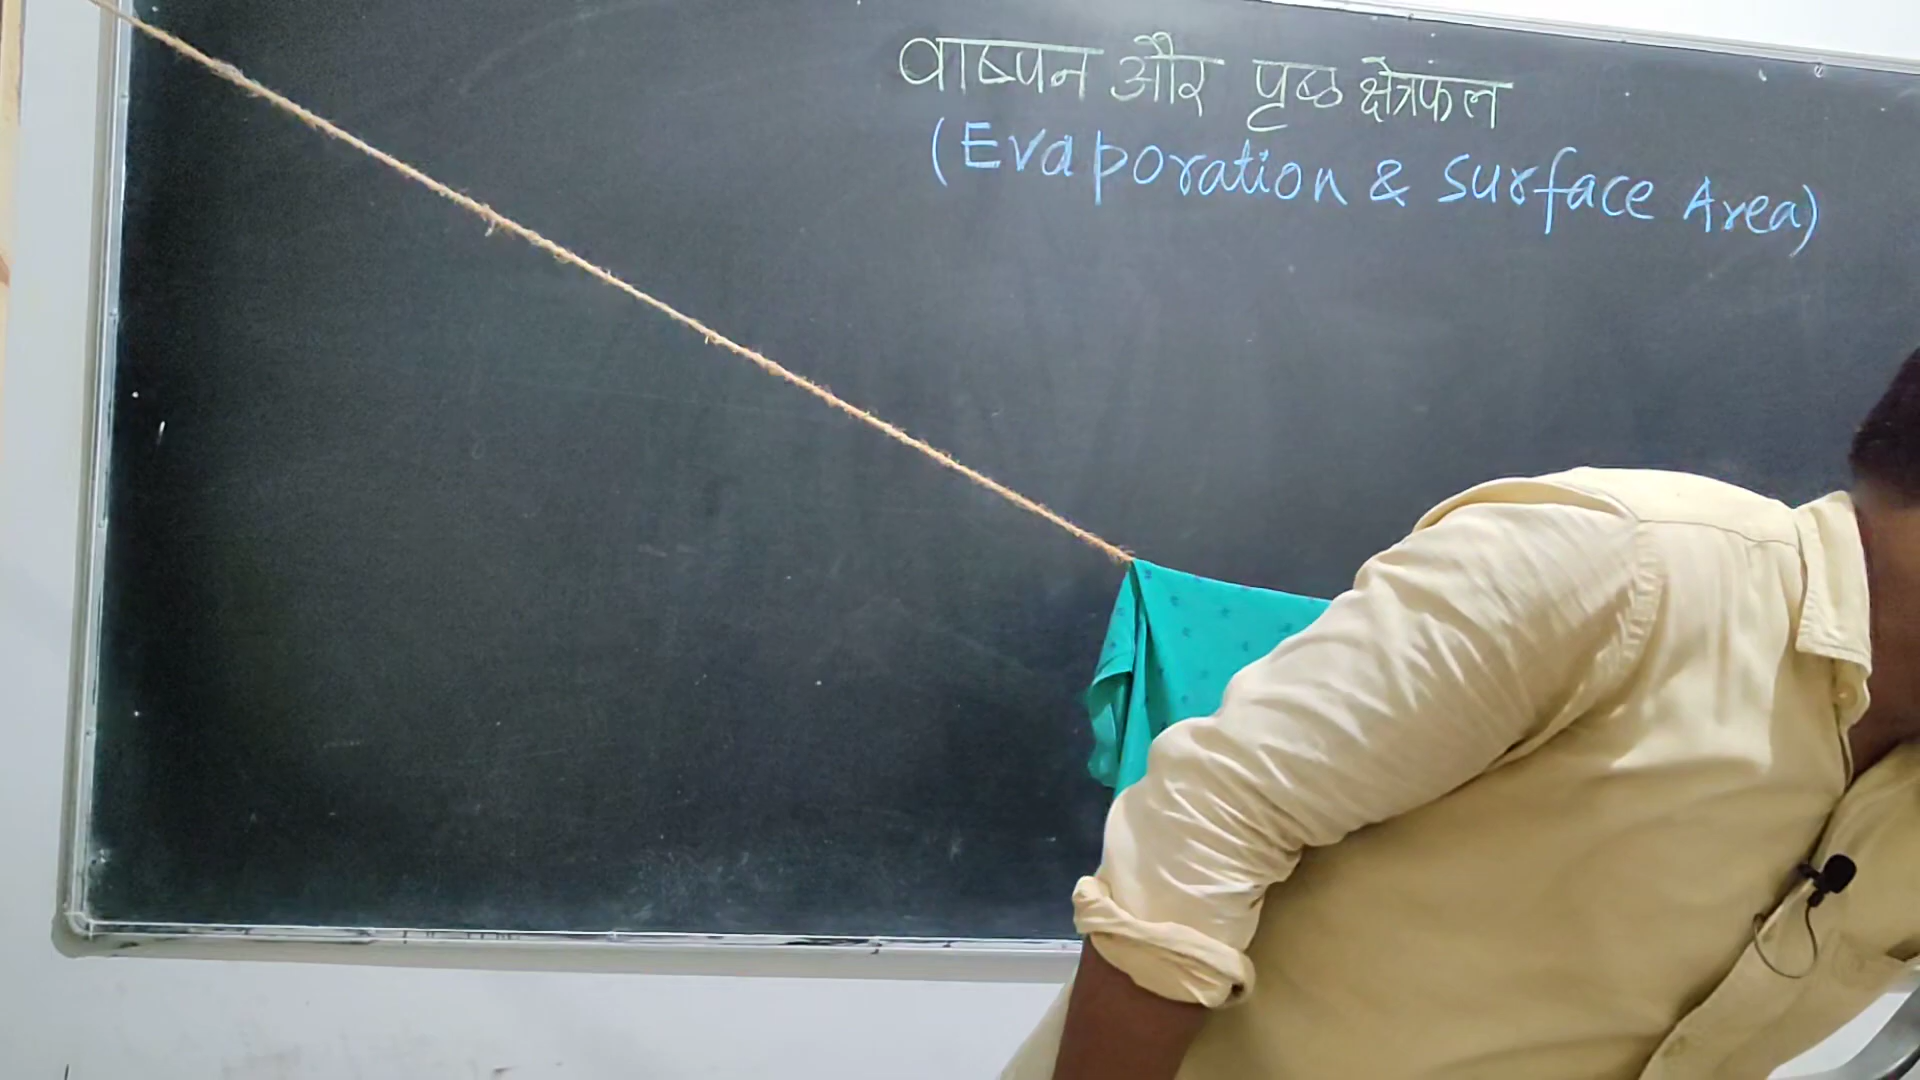 वाष्पन और पृष्ठ क्षेत्रफल
(Evaporation & Surface Area)